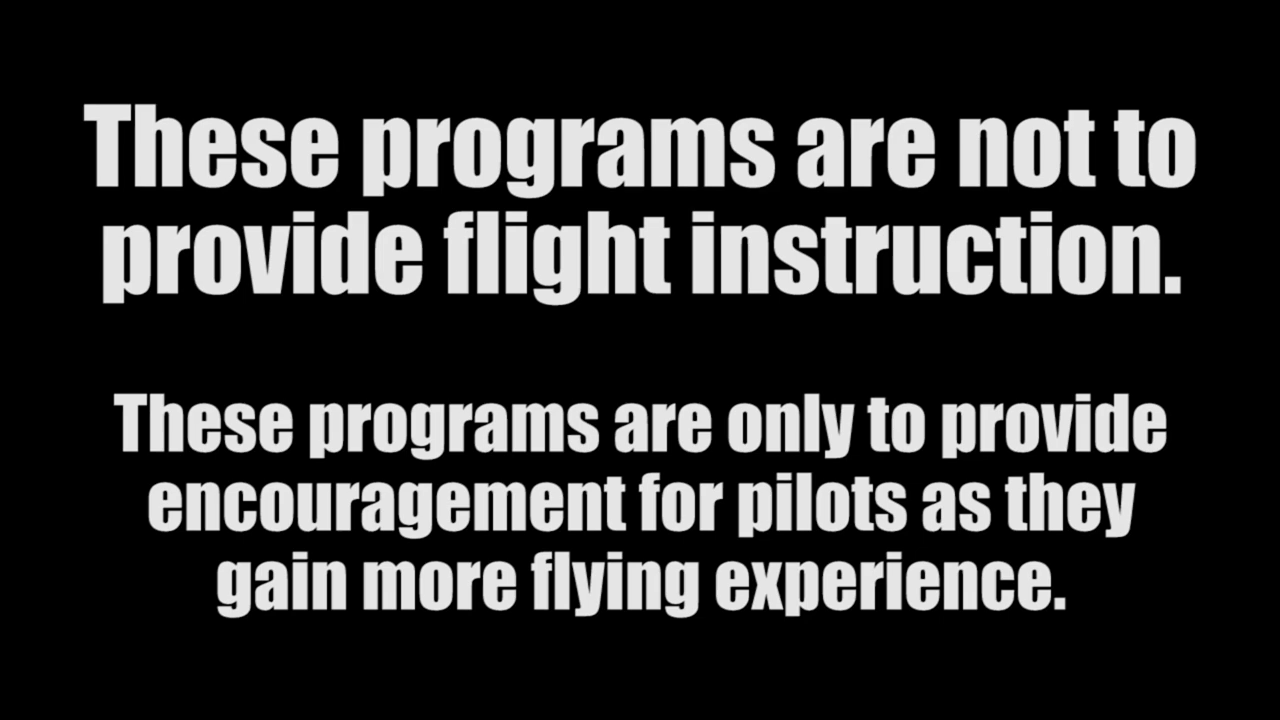 These programs are not to
provide flight instruction.
These programs are only to provide
encouragement for pilots as they
gain more flying experience.